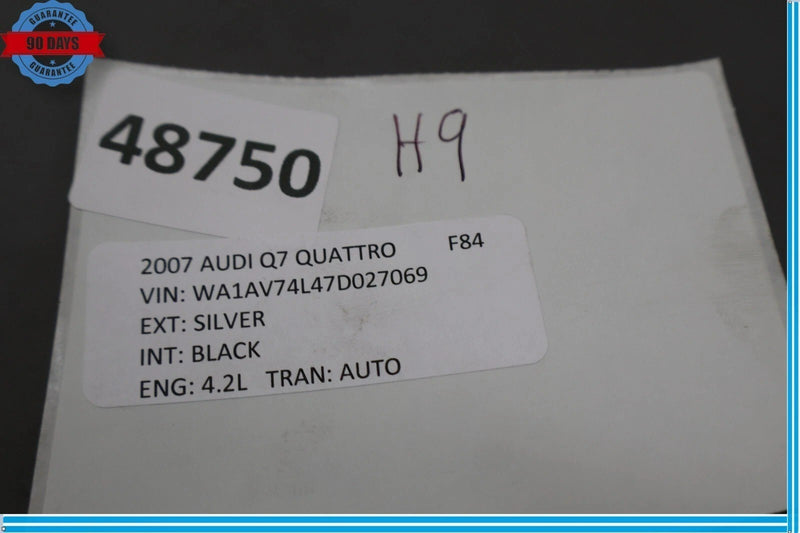 GUARANTEE
90 DAYS
GUARANTEE
48750
H9
2007 AUDI Q7 QUATTRO F84
VIN: WA1AV74L47D027069
EXT: SILVER
INT: BLACK
ENG: 4.2L TRAN: AUTO